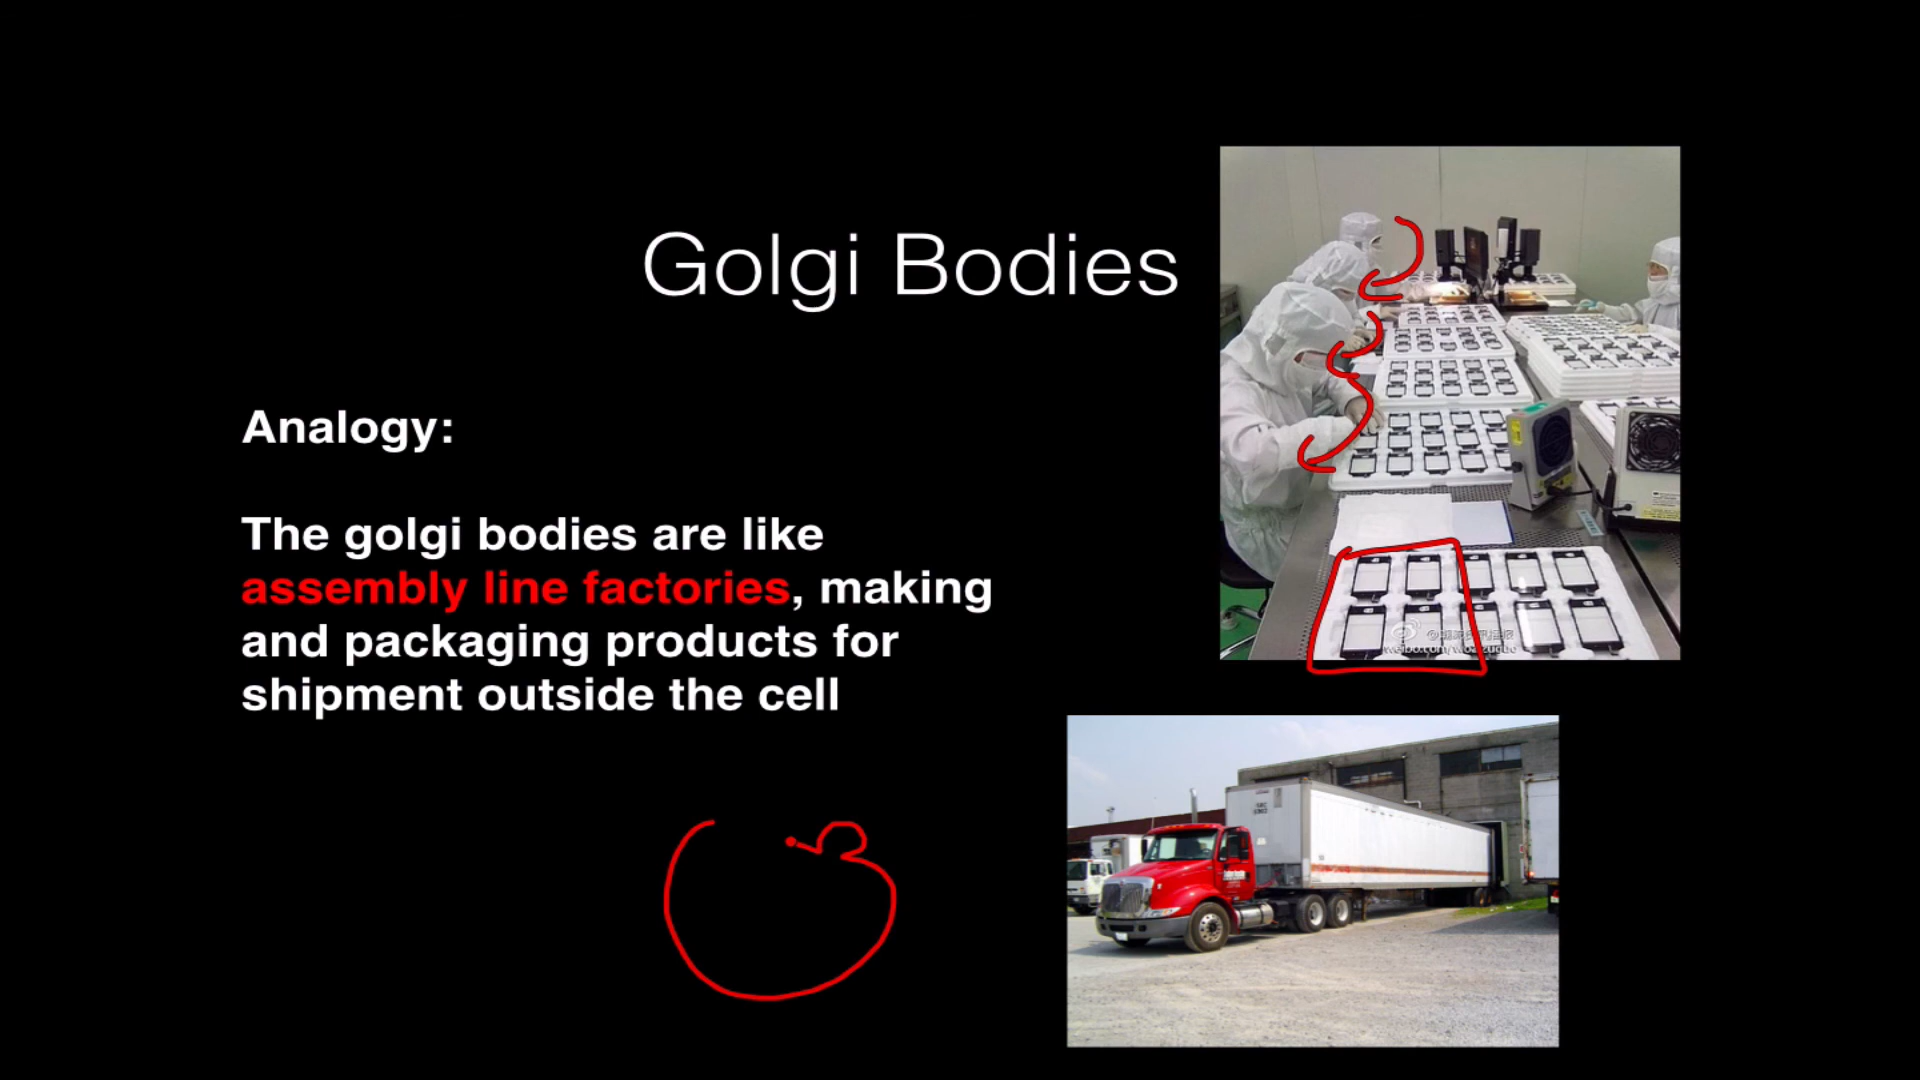 Golgi Bodies
Analogy:
The golgi bodies are like
assembly line factories, making
and packaging products for
shipment outside the cell